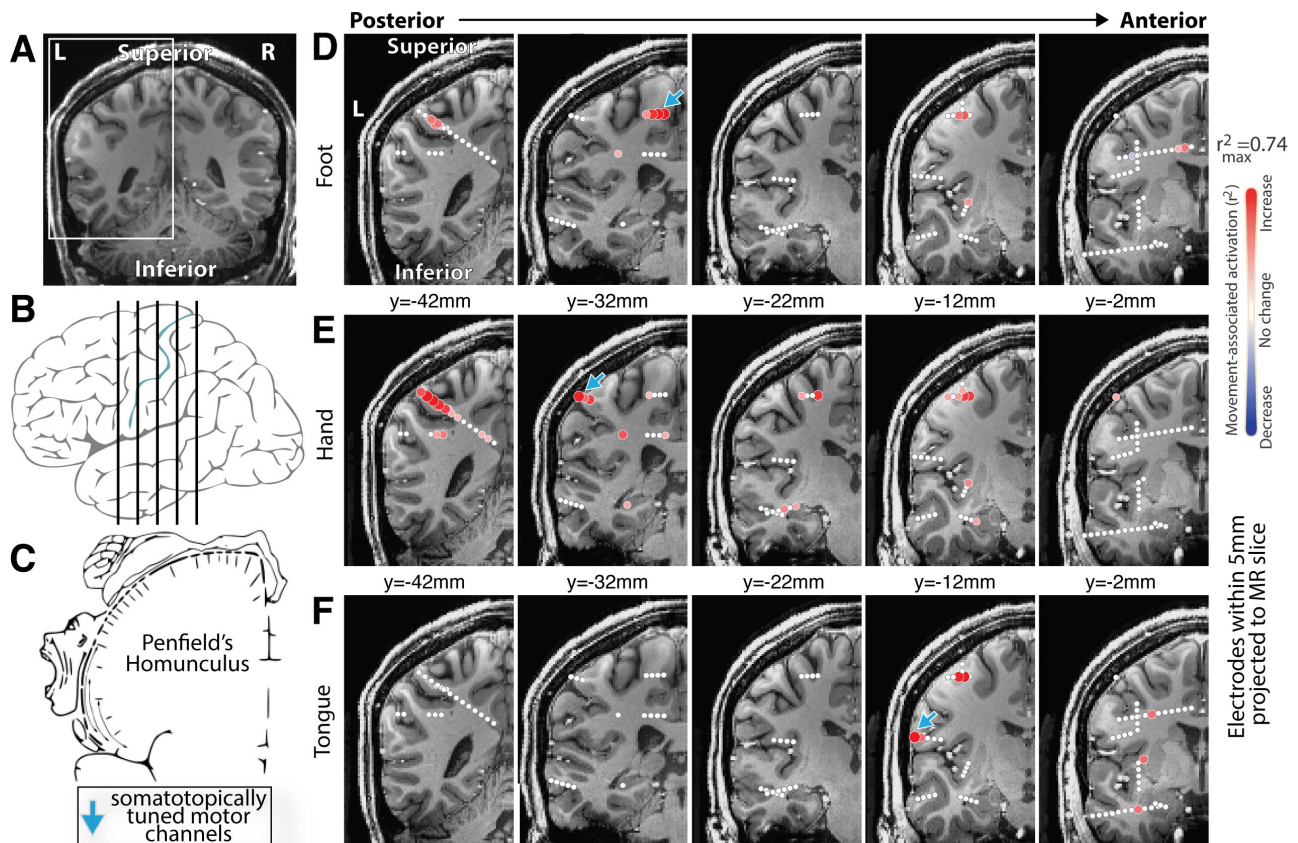 Posterior
Anterior
A
L
Superior
R
Inferior
B
C
Penfield's
Homunculus
somatotopically
tuned motor
channels
D
Superior
L
Inferior
Foot
y=-42mm
y=-32mm
y=-22mm
y=-12mm
y=-2mm
E
Hand
y=-42mm
y=-32mm
y=-22mm
y=-12mm
y=-2mm
F
Tongue
r²max=0.74
Movement-associated activation (r²)
Increase
No change
Decrease
Electrodes within 5mm
projected to MR slice